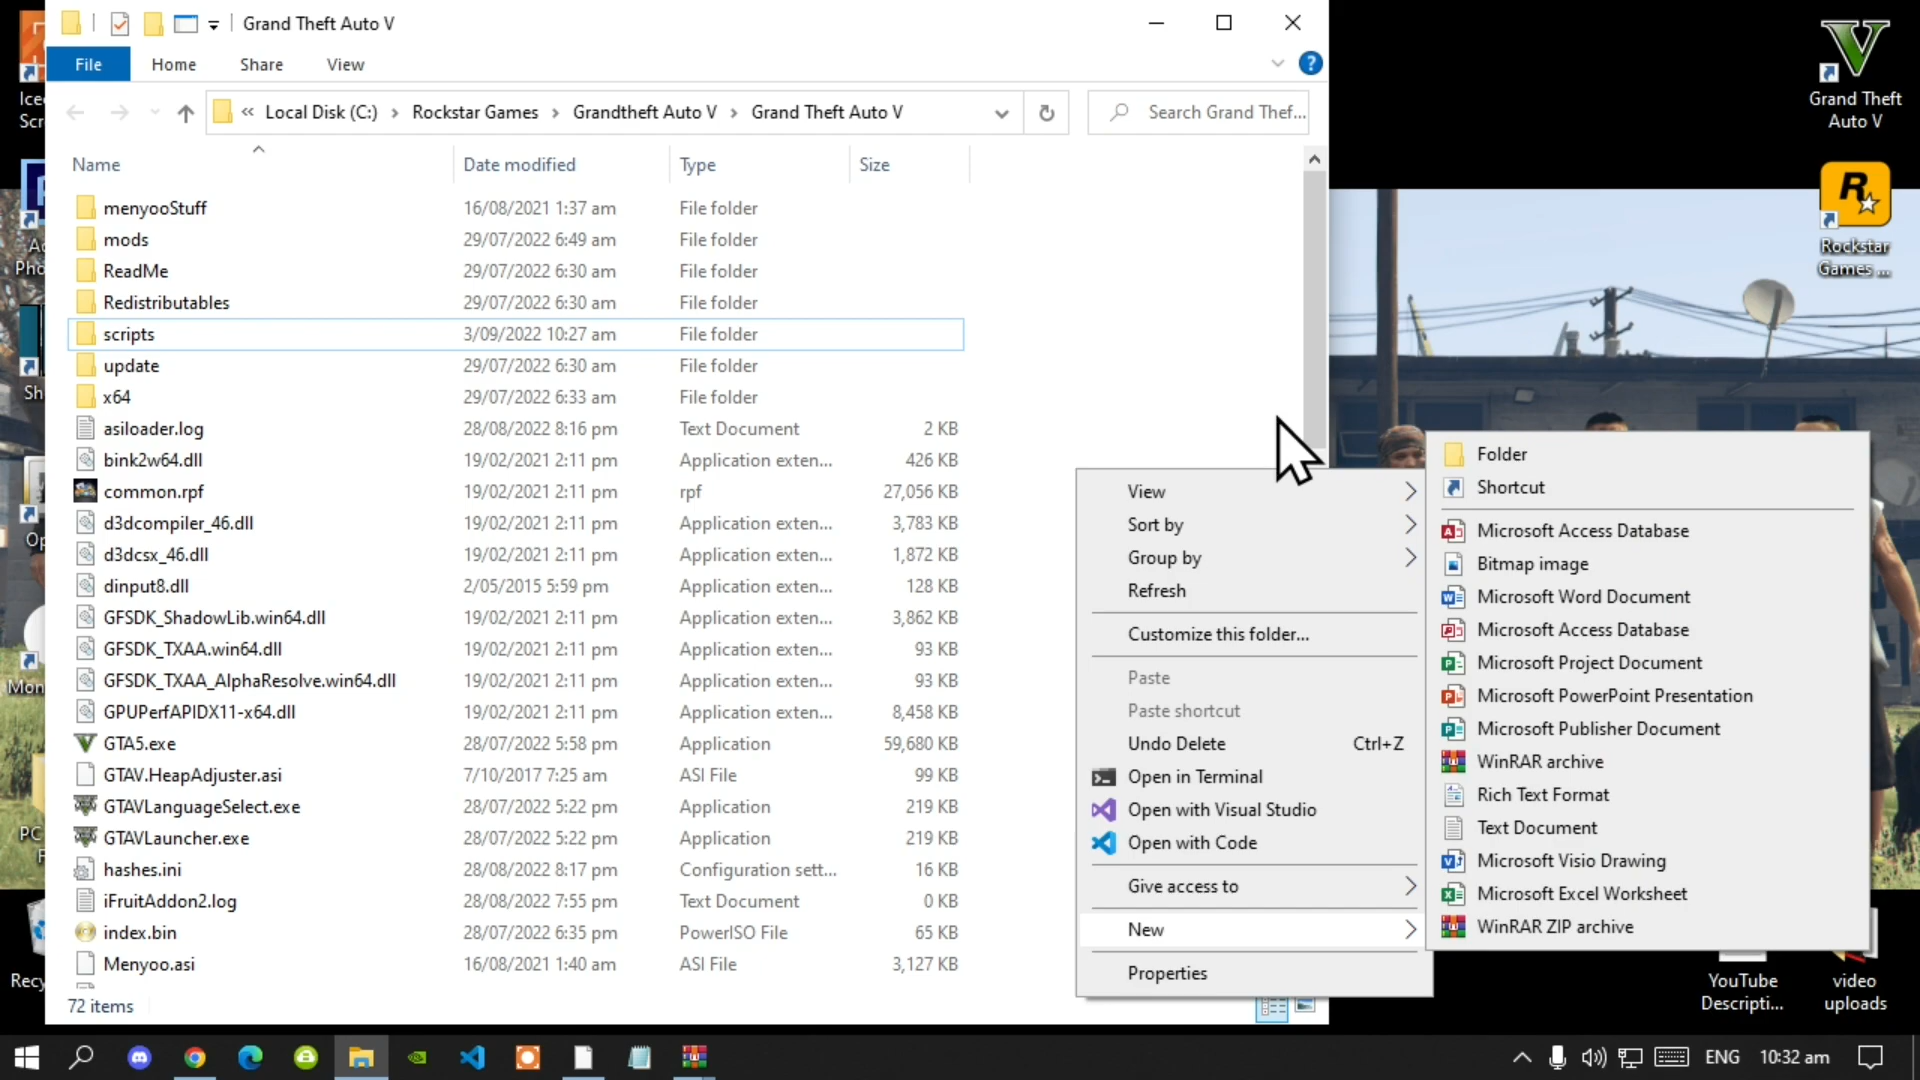 Grand Theft Auto V
File
Home
Share
View
« Local Disk (C:) › Rockstar Games › Grandtheft Auto V › Grand Theft Auto V
Search Grand Thef...
Name
Date modified
Type
Size
menyooStuff 16/08/2021 1:37 am File folder
mods 29/07/2022 6:49 am File folder
ReadMe 29/07/2022 6:30 am File folder
Redistributables 29/07/2022 6:30 am File folder
scripts 3/09/2022 10:27 am File folder
update 29/07/2022 6:30 am File folder
x64 29/07/2022 6:33 am File folder
asiloader.log 28/08/2022 8:16 pm Text Document 2 KB
bink2w64.dll 19/02/2021 2:11 pm Application exten... 426 KB
common.rpf 19/02/2021 2:11 pm rpf 27,056 KB
d3dcompiler_46.dll 19/02/2021 2:11 pm Application exten... 3,783 KB
d3dcsx_46.dll 19/02/2021 2:11 pm Application exten... 1,872 KB
dinput8.dll 2/05/2015 5:59 pm Application exten... 128 KB
GFSDK_ShadowLib.win64.dll 19/02/2021 2:11 pm Application exten... 3,862 KB
GFSDK_TXAA.win64.dll 19/02/2021 2:11 pm Application exten... 93 KB
GFSDK_TXAA_AlphaResolve.win64.dll 19/02/2021 2:11 pm Application exten... 93 KB
GPUPerfAPIDX11-x64.dll 19/02/2021 2:11 pm Application exten... 8,458 KB
GTA5.exe 28/07/2022 5:58 pm Application 59,680 KB
GTAV.HeapAdjuster.asi 7/10/2017 7:25 am ASI File 99 KB
GTAVLanguageSelect.exe 28/07/2022 5:22 pm Application 219 KB
GTAVLauncher.exe 28/07/2022 5:22 pm Application 219 KB
hashes.ini 28/08/2022 8:17 pm Configuration sett... 16 KB
iFruitAddon2.log 28/08/2022 7:55 pm Text Document 0 KB
index.bin 28/07/2022 6:35 pm PowerISO File 65 KB
Menyoo.asi 16/08/2021 1:40 am ASI File 3,127 KB
72 items
View
Sort by
Group by
Refresh
Customize this folder...
Paste
Paste shortcut
Undo Delete Ctrl+Z
Open in Terminal
Open with Visual Studio
Open with Code
Give access to
New
Properties
Folder
Shortcut
Microsoft Access Database
Bitmap image
Microsoft Word Document
Microsoft Access Database
Microsoft Project Document
Microsoft PowerPoint Presentation
Microsoft Publisher Document
WinRAR archive
Rich Text Format
Text Document
Microsoft Visio Drawing
Microsoft Excel Worksheet
WinRAR ZIP archive
Grand Theft
Auto V
Rockstar
Games ...
YouTube
Descripti...
video
uploads
Icec
Scr
Ac
Pho
Sh
Op
Mon
PC
F
Recy
ENG
10:32 am